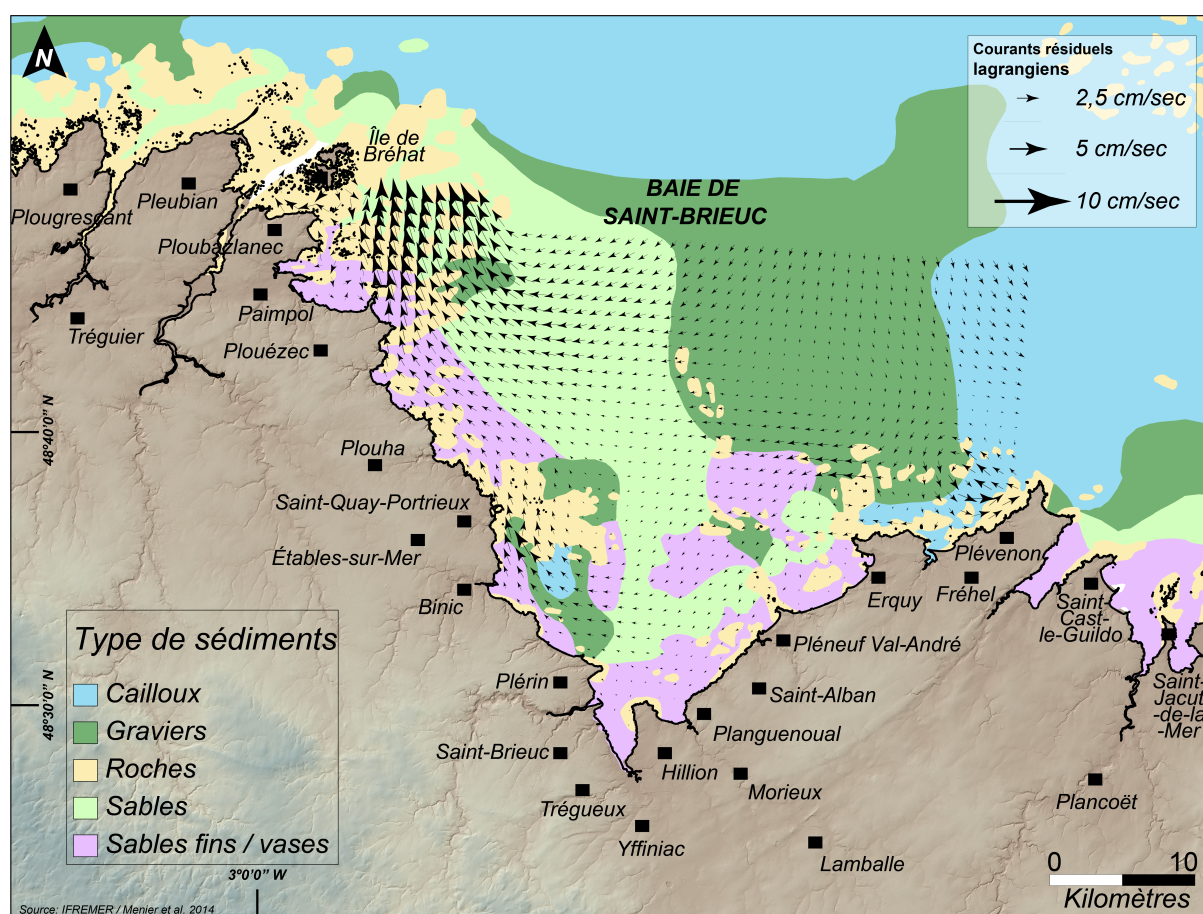 N
Courants résiduels
lagrangiens
2,5 cm/sec
5 cm/sec
10 cm/sec
Île de
Bréhat
BAIE DE
SAINT-BRIEUC
Plougrescant
Pleubian
Ploubazlanec
Paimpol
Tréguier
Plouézec
48°40'0" N
Plouha
Saint-Quay-Portrieux
Étables-sur-Mer
Binic
Plévenon
Erquy
Fréhel
Saint-
Cast-
le-Guildo
Pléneuf Val-André
Plérin
Saint-Alban
Saint-
Jacut
-de-la
-Mer
48°30'0" N
Planguenoual
Saint-Brieuc
Hillion
Morieux
Trégueux
Plancoët
Yffiniac
Lamballe
Type de sédiments
Cailloux
Graviers
Roches
Sables
Sables fins / vases
3°0'0" W
0 10
Kilomètres
Source: IFREMER / Menier et al. 2014